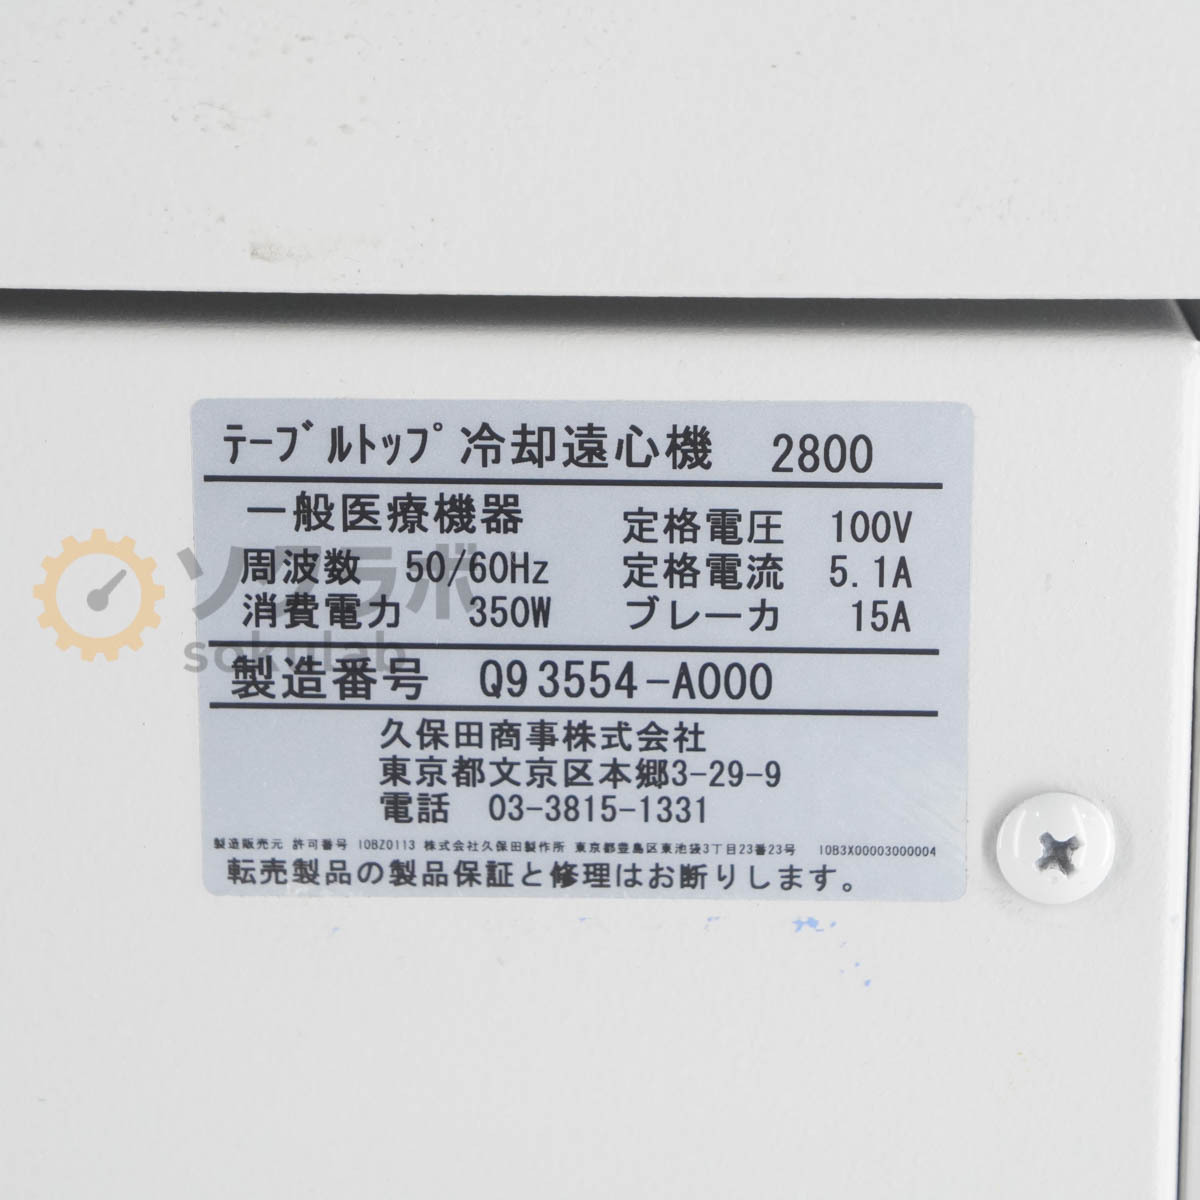 テーブルトップ冷却遠心機 2800
一般医療機器
定格電圧 100V
周波数 50/60Hz
定格電流 5.1A
消費電力 350W
ブレーカ 15A
製造番号 Q93554-A000
久保田商事株式会社
東京都文京区本郷3-29-9
電話 03-3815-1331
製造販売元 許可番号 10BZ0113 株式会社久保田製作所 東京都豊島区東池袋3丁目23番23号 10B3X00003000004
転売製品の製品保証と修理はお断りします。
ソクラボ
sokulab